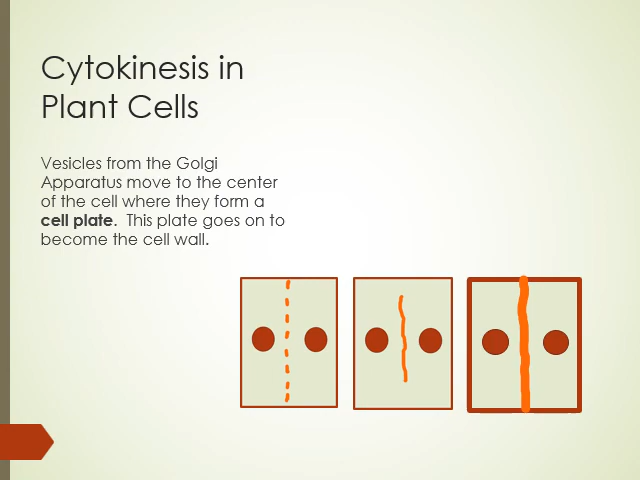 Cytokinesis in
Plant Cells
Vesicles from the Golgi
Apparatus move to the center
of the cell where they form a
cell plate.  This plate goes on to
become the cell wall.